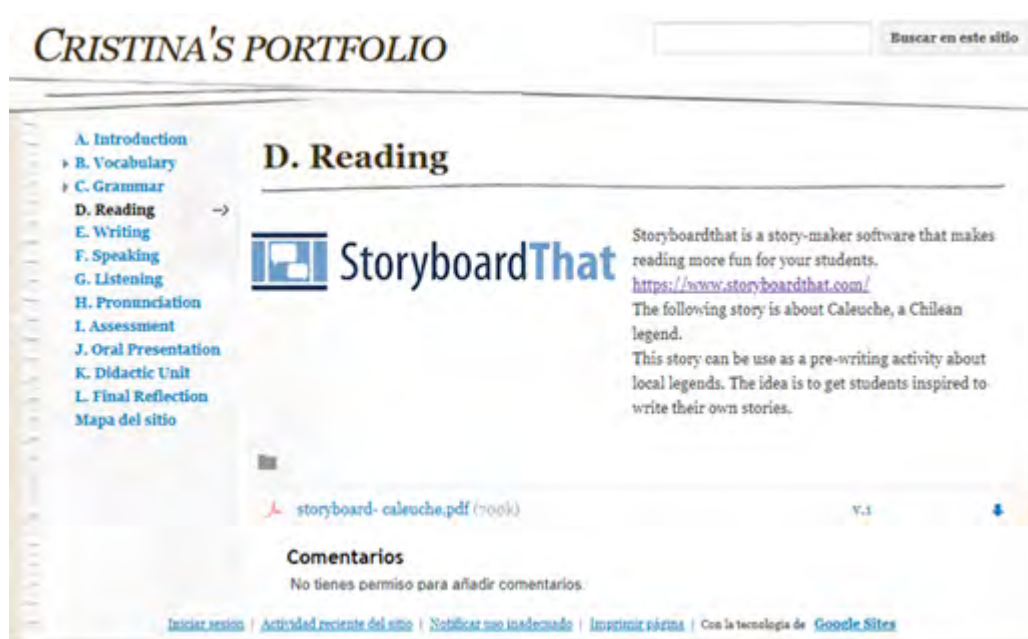 CRISTINA'S PORTFOLIO
Buscar en este sitio
A. Introduction
B. Vocabulary
C. Grammar
D. Reading
E. Writing
F. Speaking
G. Listening
H. Pronunciation
I. Assessment
J. Oral Presentation
K. Didactic Unit
L. Final Reflection
Mapa del sitio
D. Reading
StoryboardThat
Storyboardthat is a story-maker software that makes
reading more fun for your students.
https://www.storyboardthat.com/
The following story is about Caleuche, a Chilean
legend.
This story can be use as a pre-writing activity about
local legends. The idea is to get students inspired to
write their own stories.
storyboard- caleuche.pdf (700k) v.1
Comentarios
No tienes permiso para añadir comentarios.
Iniciar sesión | Actividad reciente del sitio | Notificar uso inadecuado | Imprimir página | Con la tecnología de Google Sites